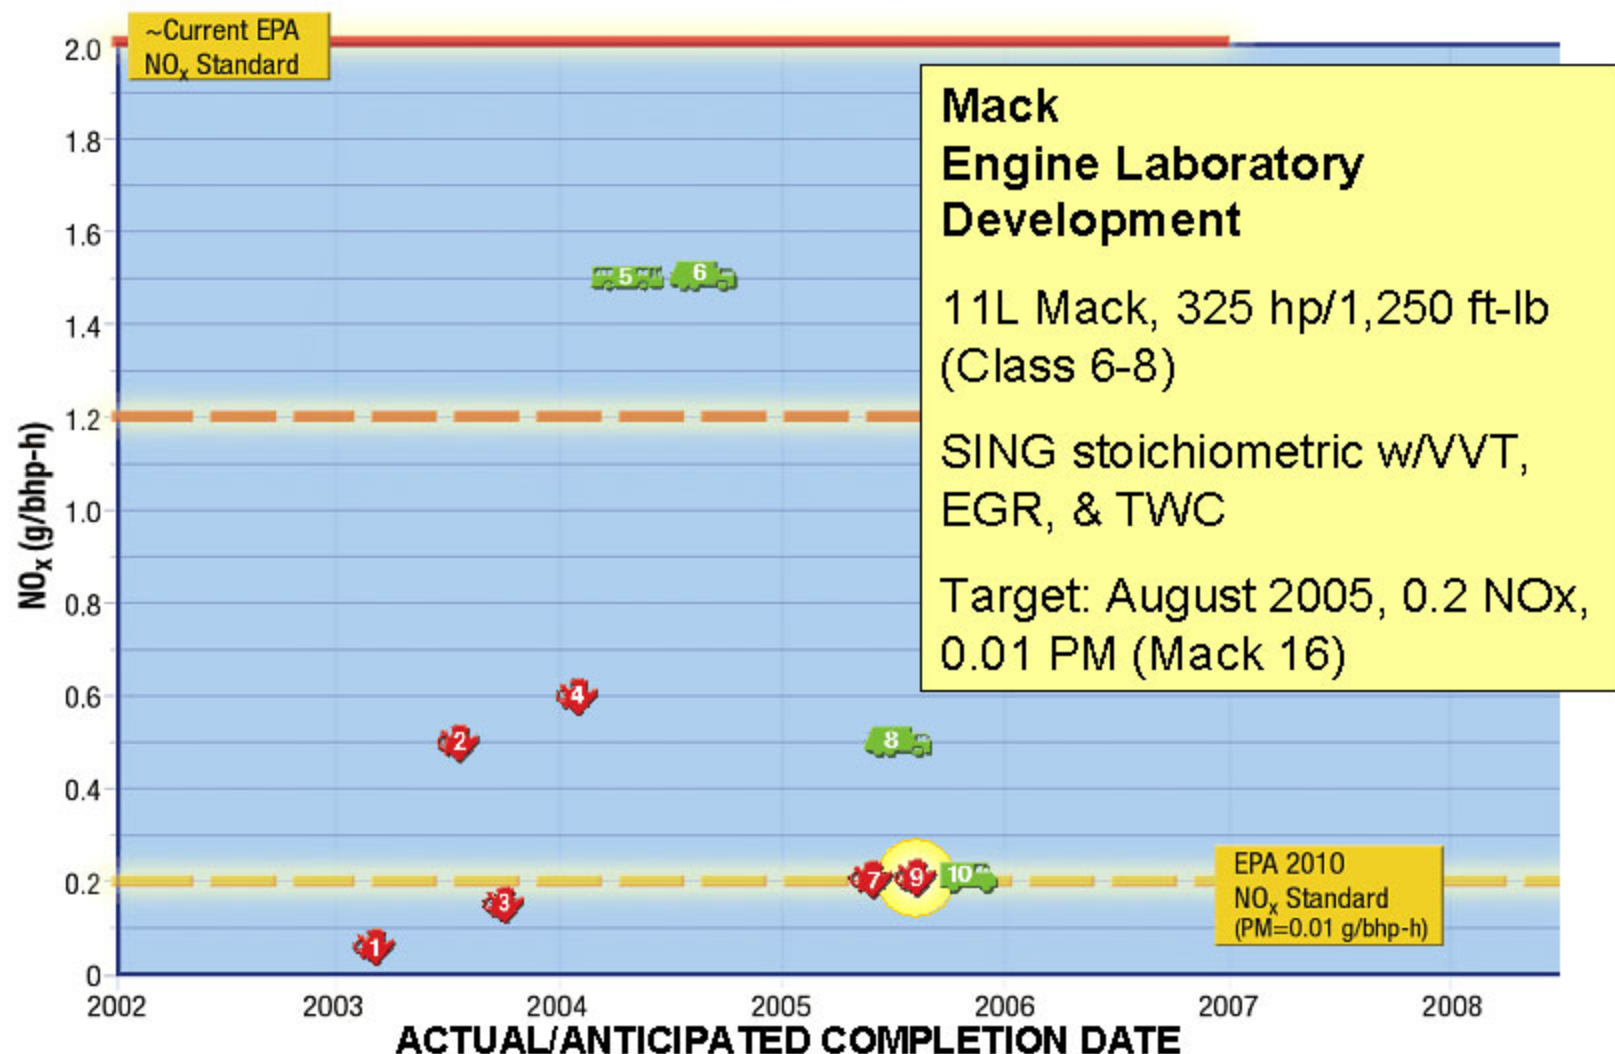 ~Current EPA
NOx Standard
2.0
1.8
1.6
1.4
1.2
1.0
0.8
0.6
0.4
0.2
0
NOx (g/bhp-h)
Mack
Engine Laboratory
Development
11L Mack, 325 hp/1,250 ft-lb
(Class 6-8)
SING stoichiometric w/VVT,
EGR, & TWC
Target: August 2005, 0.2 NOx,
0.01 PM (Mack 16)
5
6
4
2
8
7
9
10
3
1
EPA 2010
NOx Standard
(PM=0.01 g/bhp-h)
2002
2003
2004
2005
2006
2007
2008
ACTUAL/ANTICIPATED COMPLETION DATE